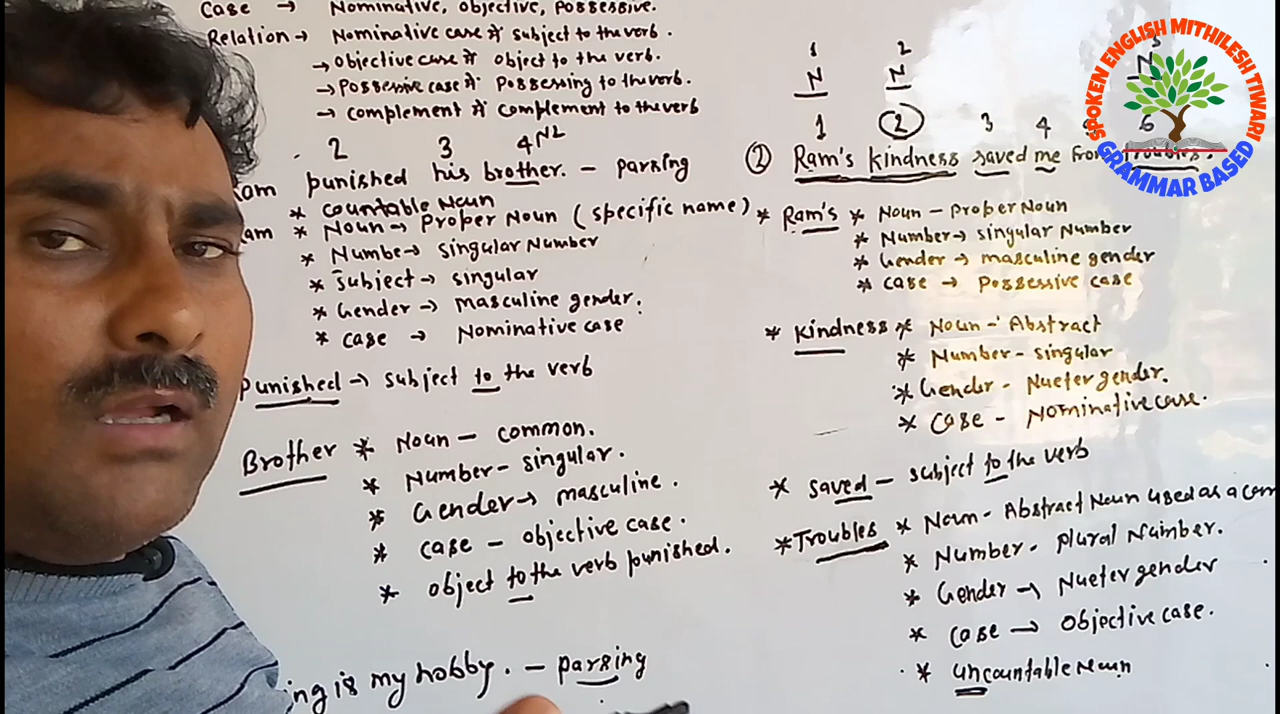 Case → Nominative, Objective, Possessive.
Relation → Nominative case में subject to the verb.
→ Objective case में object to the verb.
→ Possessive case में Possessing to the verb.
→ complement में complement to the verb
2 3 4 N2
Ram punished his brother. – parsing
* countable Noun
Ram * Noun → Proper Noun (specific name)
* Numbe → singular Number
* Subject → singular
* Gender → masculine gender.
* case → Nominative case
Punished → subject to the verb
Brother * Noun – common.
* Number – singular.
* Gender → masculine.
* case – objective case.
* object to the verb punished.
ing is my hobby. – parsing
1 2 3
N N N
1 2 3 4 6
② Ram's kindness saved me from Troubles.
* Ram's * Noun – Proper Noun
* Number → singular Number
* Gender → masculine gender
* case → Possessive case
* kindness * Noun – Abstract
* Number – singular
* Gender – Nueter gender.
* Case – Nominative case.
* saved – subject to the verb
* Troubles * Noun – Abstract Noun used as a com
* Number – Plural Number.
* Gender → Nueter gender
* Case → Objective case.
* uncountable Noun
SPOKEN ENGLISH MITHILESH TIWARI
GRAMMAR BASED